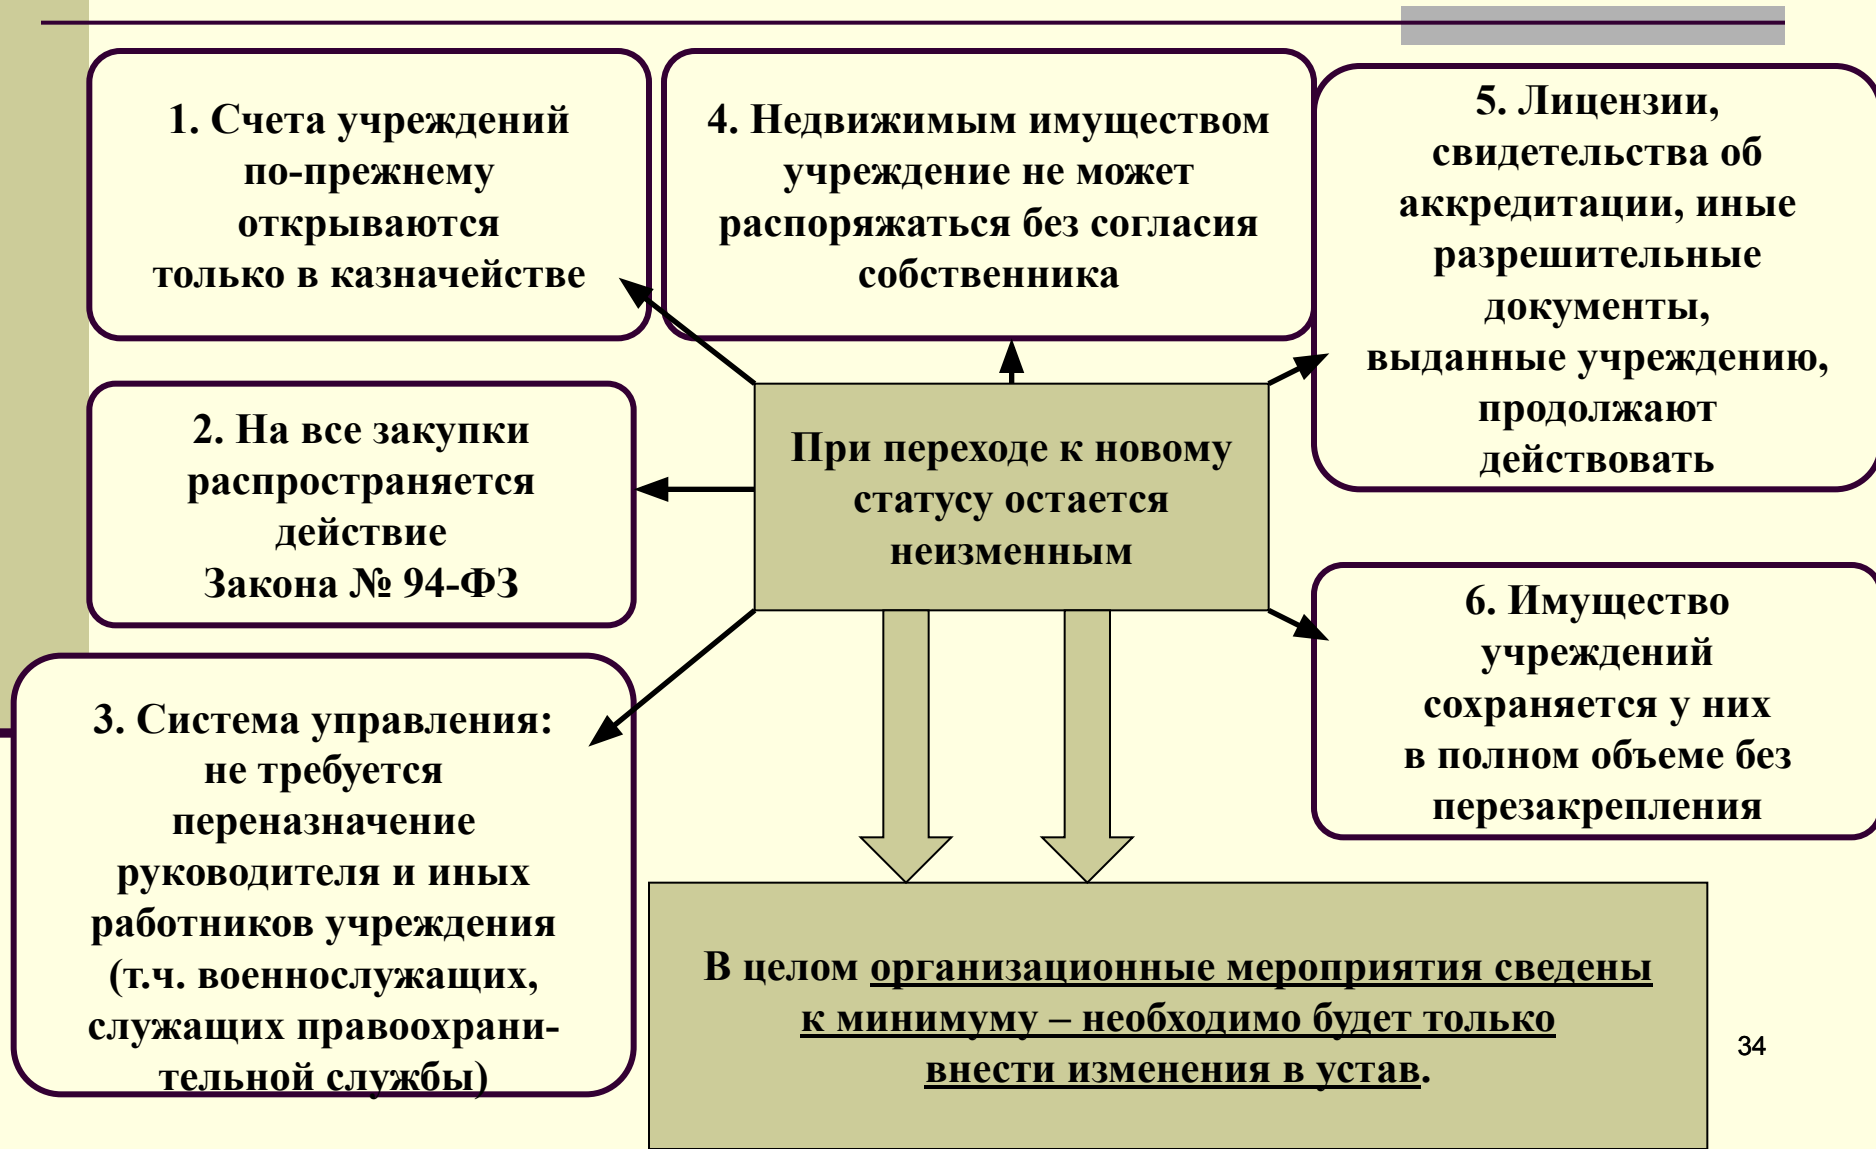 1. Счета учреждений
по-прежнему
открываются
только в казначействе
2. На все закупки
распространяется
действие
Закона № 94-ФЗ
3. Система управления:
не требуется
переназначение
руководителя и иных
работников учреждения
(т.ч. военнослужащих,
служащих правоохрани-
тельной службы)
4. Недвижимым имуществом
учреждение не может
распоряжаться без согласия
собственника
5. Лицензии,
свидетельства об
аккредитации, иные
разрешительные
документы,
выданные учреждению,
продолжают
действовать
6. Имущество
учреждений
сохраняется у них
в полном объеме без
перезакрепления
При переходе к новому
статусу остается
неизменным
В целом организационные мероприятия сведены
к минимуму – необходимо будет только
внести изменения в устав.
34